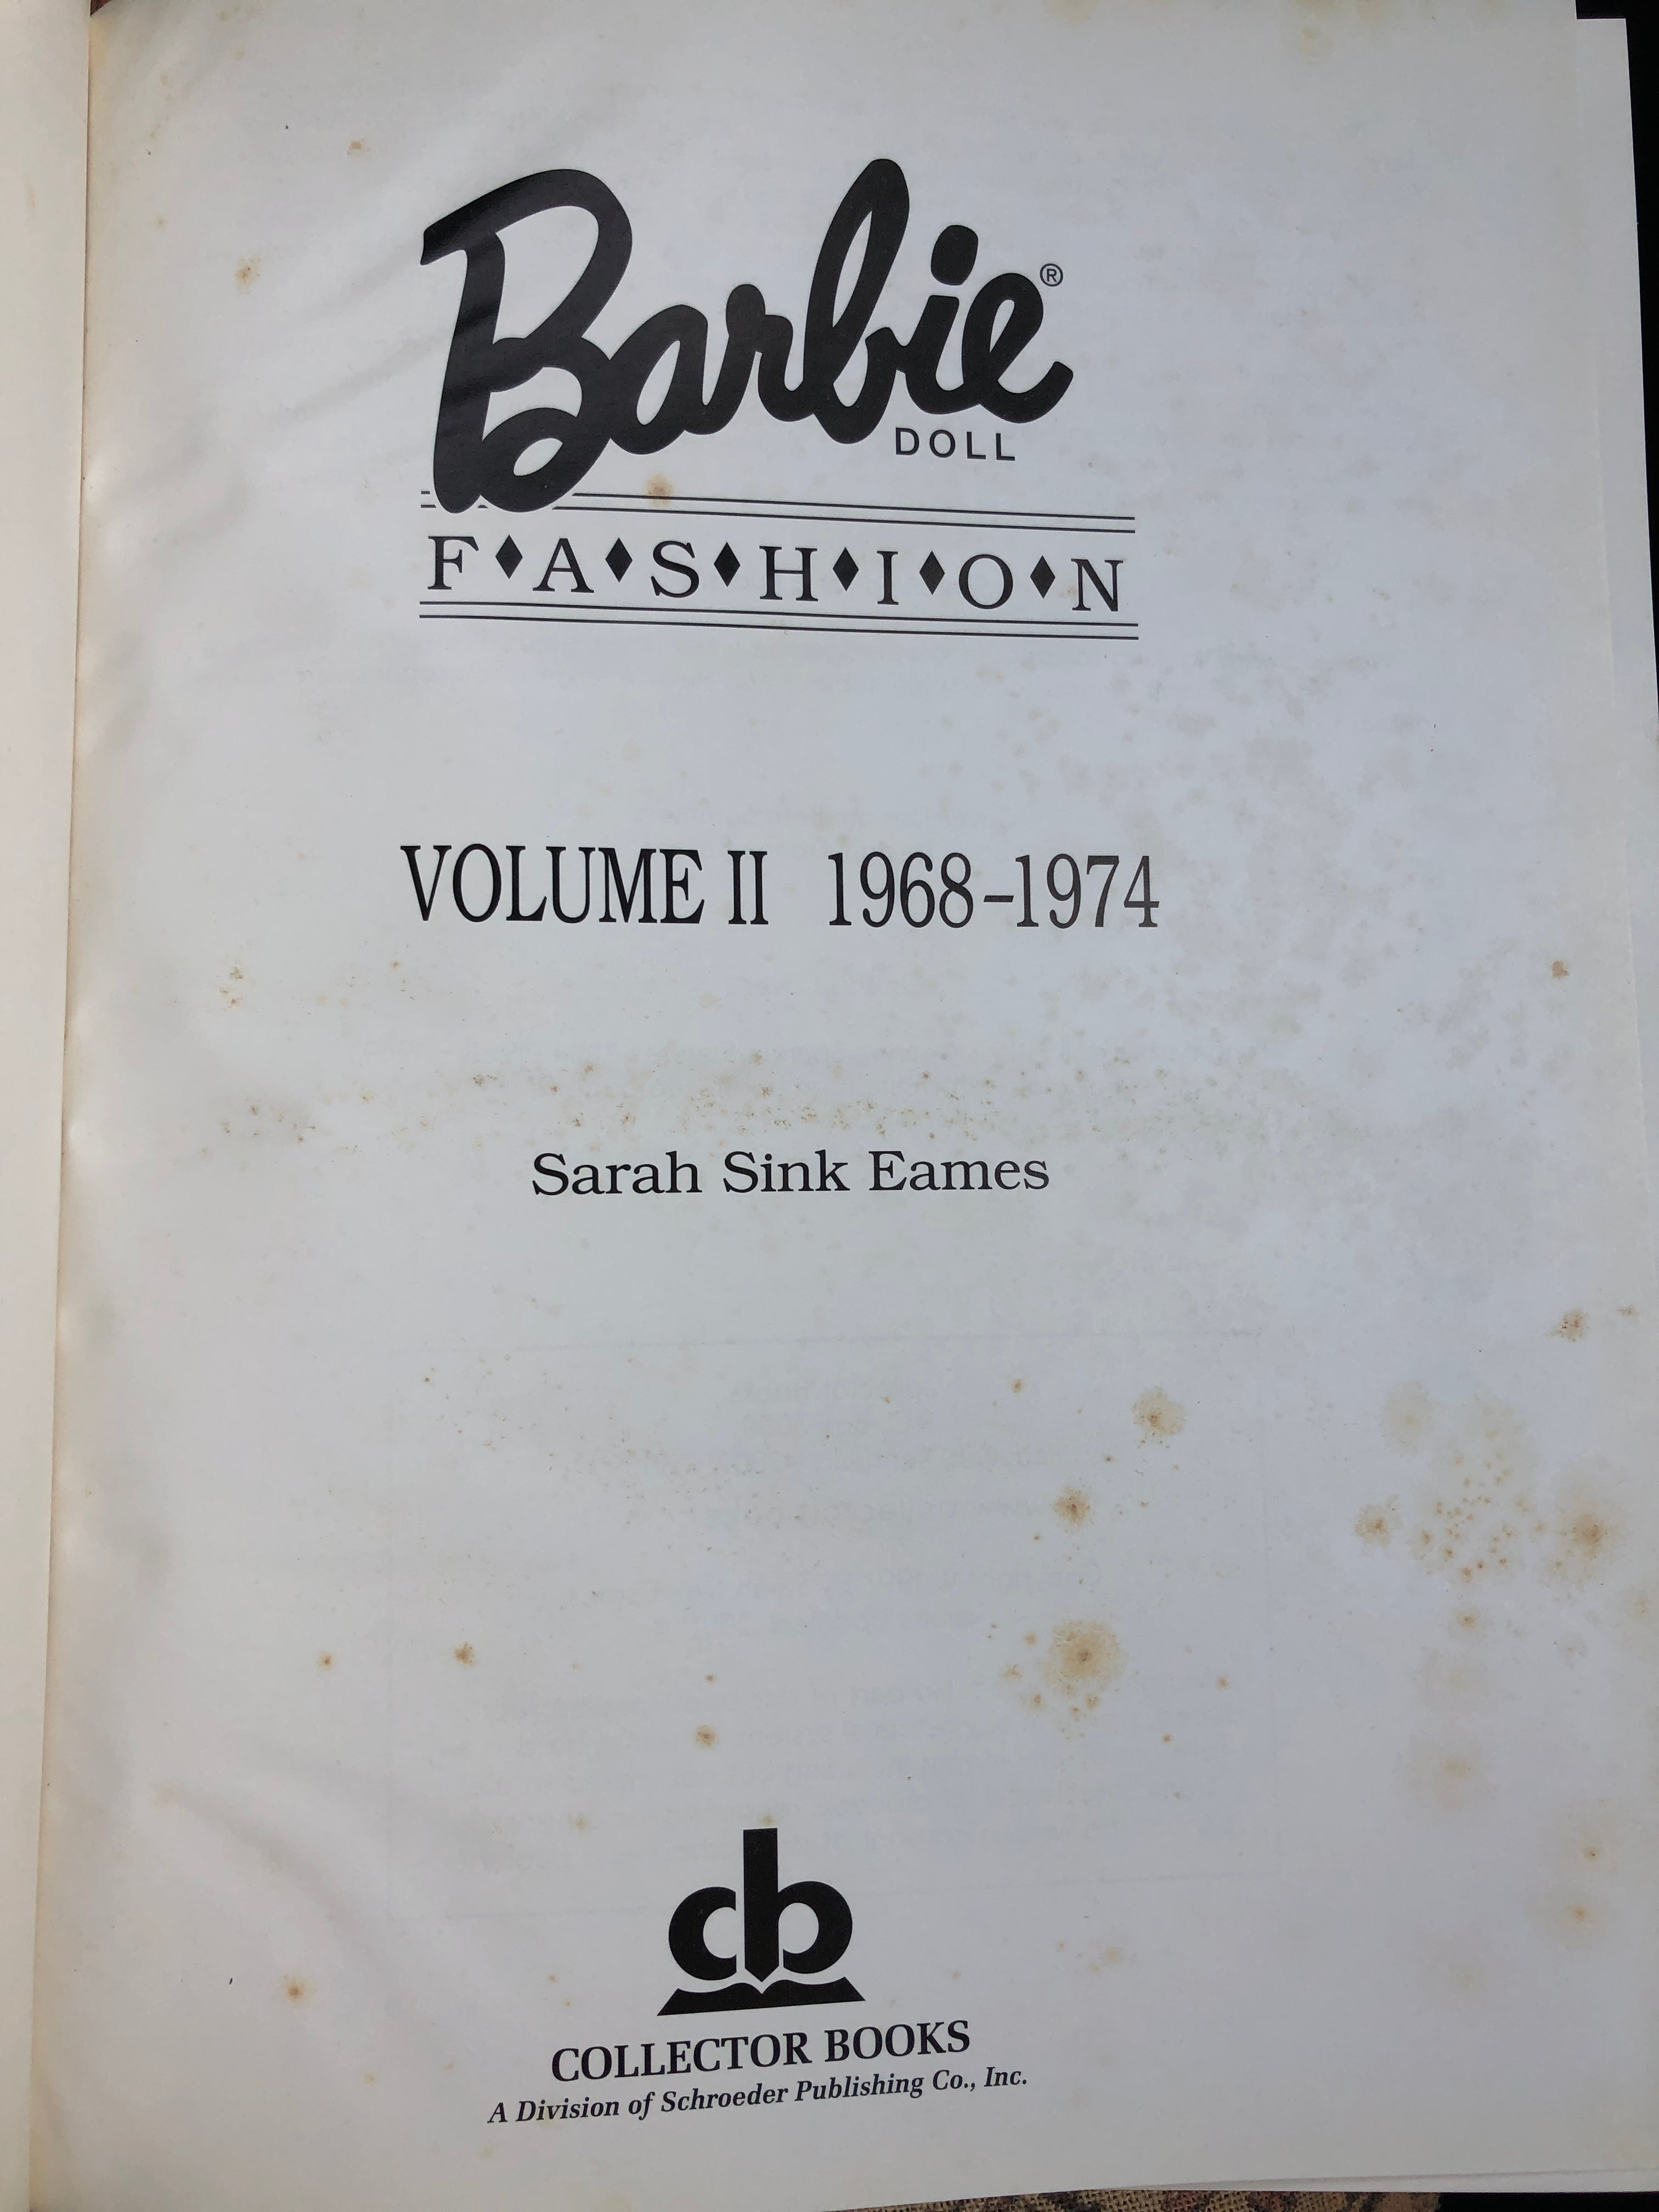 Barbie®
DOLL
F♦A♦S♦H♦I♦O♦N
VOLUME II 1968–1974
Sarah Sink Eames
cb
COLLECTOR BOOKS
A Division of Schroeder Publishing Co., Inc.